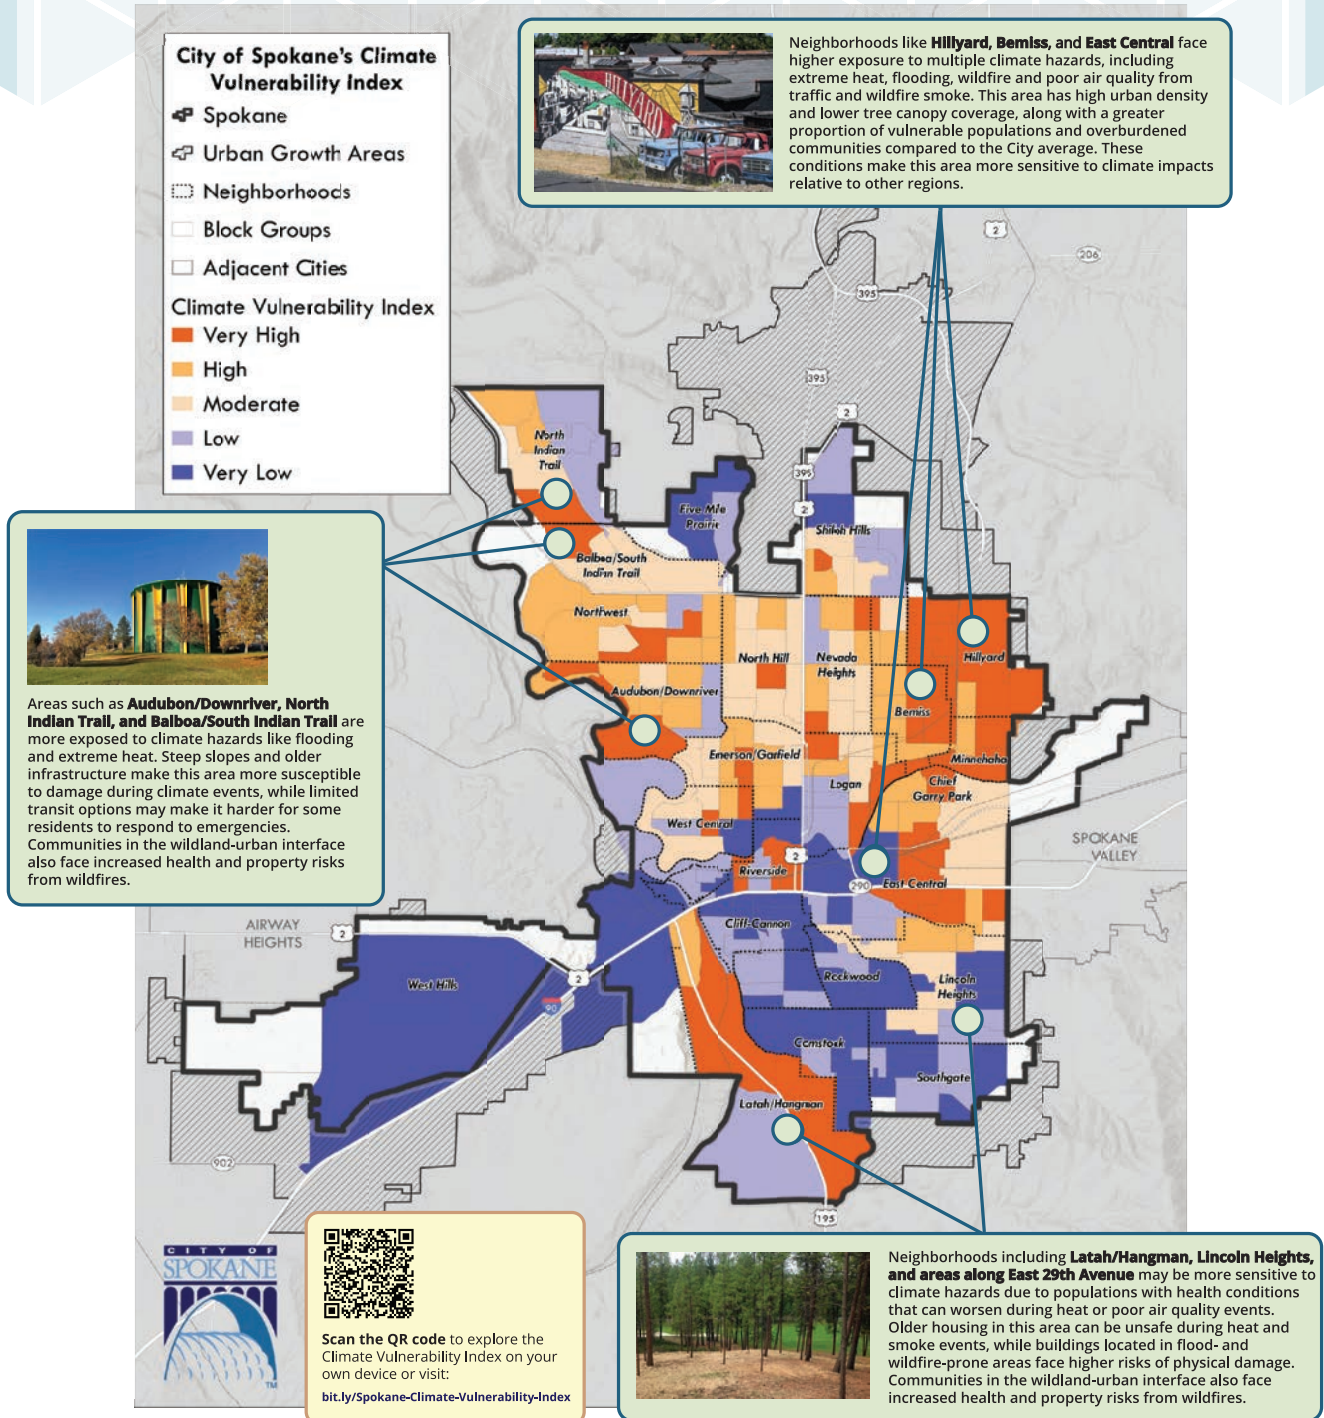 City of Spokane's Climate
Vulnerability Index
Spokane
Urban Growth Areas
Neighborhoods
Block Groups
Adjacent Cities
Climate Vulnerability Index
Very High
High
Moderate
Low
Very Low
HILLYARD
Neighborhoods like Hillyard, Bemiss, and East Central face
higher exposure to multiple climate hazards, including
extreme heat, flooding, wildfire and poor air quality from
traffic and wildfire smoke. This area has high urban density
and lower tree canopy coverage, along with a greater
proportion of vulnerable populations and overburdened
communities compared to the City average. These
conditions make this area more sensitive to climate impacts
relative to other regions.
2
206
395
395
2
395
2
North
Indian
Trail
Five Mile
Prairie
Shiloh Hills
Balboa/South
Indian Trail
Northwest
North Hill
Nevada
Heights
Hillyard
Audubon/Downriver
Bemiss
Emerson/Garfield
Minnehaha
Logan
Chief
Garry Park
West Central
SPOKANE
VALLEY
2
Riverside
290
East Central
Cliff-Cannon
AIRWAY
HEIGHTS
2
2
90
West Hills
Rockwood
Lincoln
Heights
Comstock
Southgate
Latah/Hangman
902
195
Areas such as Audubon/Downriver, North
Indian Trail, and Balboa/South Indian Trail are
more exposed to climate hazards like flooding
and extreme heat. Steep slopes and older
infrastructure make this area more susceptible
to damage during climate events, while limited
transit options may make it harder for some
residents to respond to emergencies.
Communities in the wildland-urban interface
also face increased health and property risks
from wildfires.
CITY OF
SPOKANE
TM
Scan the QR code to explore the
Climate Vulnerability Index on your
own device or visit:
bit.ly/Spokane-Climate-Vulnerability-Index
Neighborhoods including Latah/Hangman, Lincoln Heights,
and areas along East 29th Avenue may be more sensitive to
climate hazards due to populations with health conditions
that can worsen during heat or poor air quality events.
Older housing in this area can be unsafe during heat and
smoke events, while buildings located in flood- and
wildfire-prone areas face higher risks of physical damage.
Communities in the wildland-urban interface also face
increased health and property risks from wildfires.